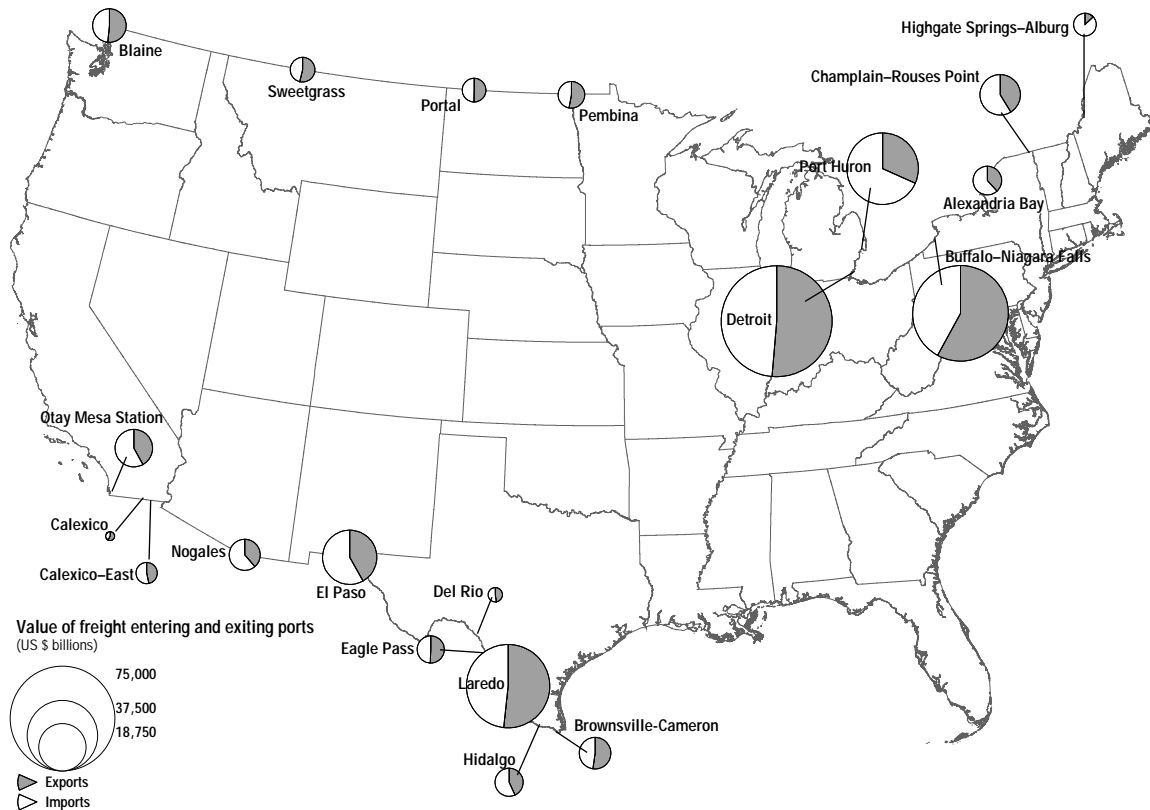 Highgate Springs–Alburg
Blaine
Champlain–Rouses Point
Sweetgrass
Portal
Pembina
Port Huron
Alexandria Bay
Buffalo–Niagara Falls
Detroit
Otay Mesa Station
Calexico
Nogales
Calexico–East
El Paso
Del Rio
Value of freight entering and exiting ports
(US $ billions)
Eagle Pass
75,000
Laredo
37,500
18,750
Brownsville-Cameron
Hidalgo
Exports
Imports